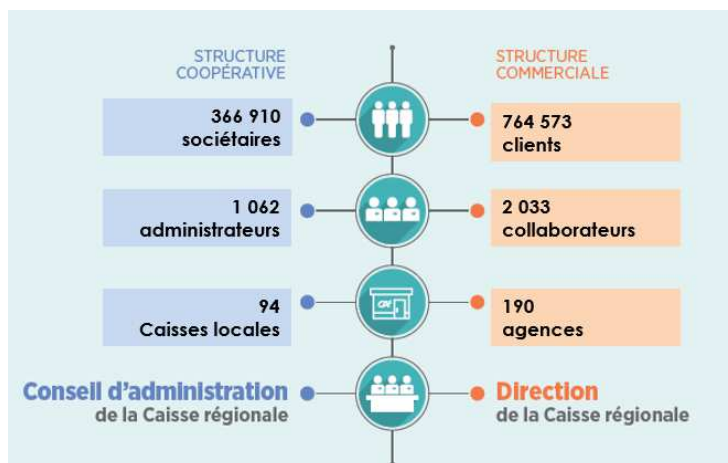 STRUCTURE
COOPÉRATIVE
STRUCTURE
COMMERCIALE
366 910
sociétaires
764 573
clients
1 062
administrateurs
2 033
collaborateurs
94
Caisses locales
190
agences
Conseil d'administration
de la Caisse régionale
Direction
de la Caisse régionale